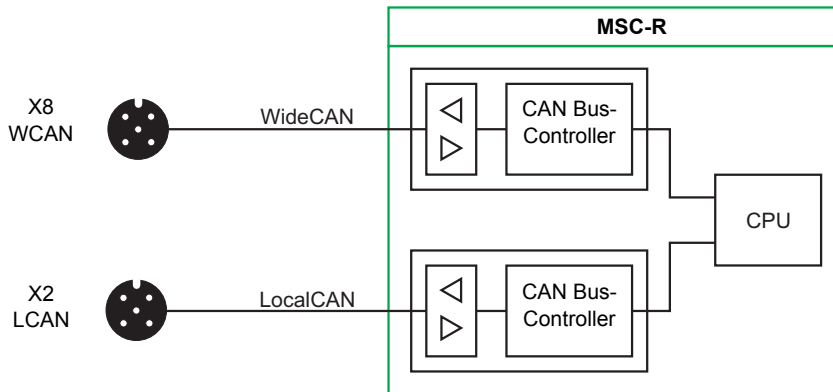 MSC-R
X8
WCAN
WideCAN
CAN Bus-
Controller
CPU
X2
LCAN
LocalCAN
CAN Bus-
Controller